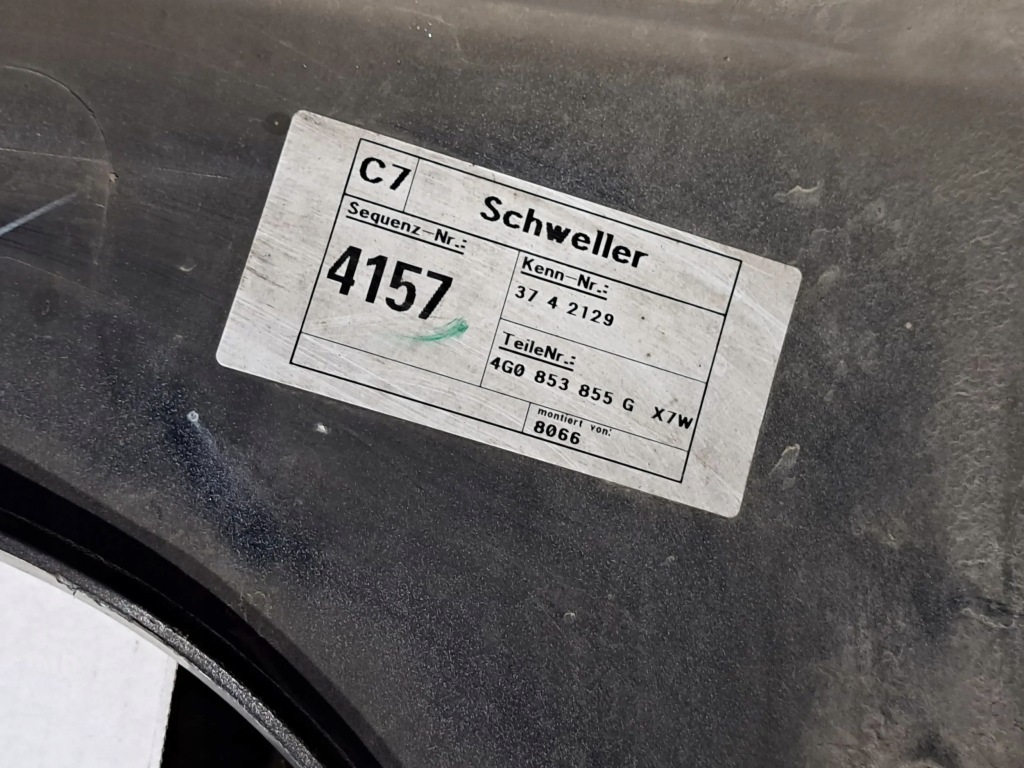 C7 Schweller
Sequenz-Nr.:
4157
Kenn-Nr.:
37 4 2129
TeileNr.:
4G0 853 855 G X7W
montiert von:
8066